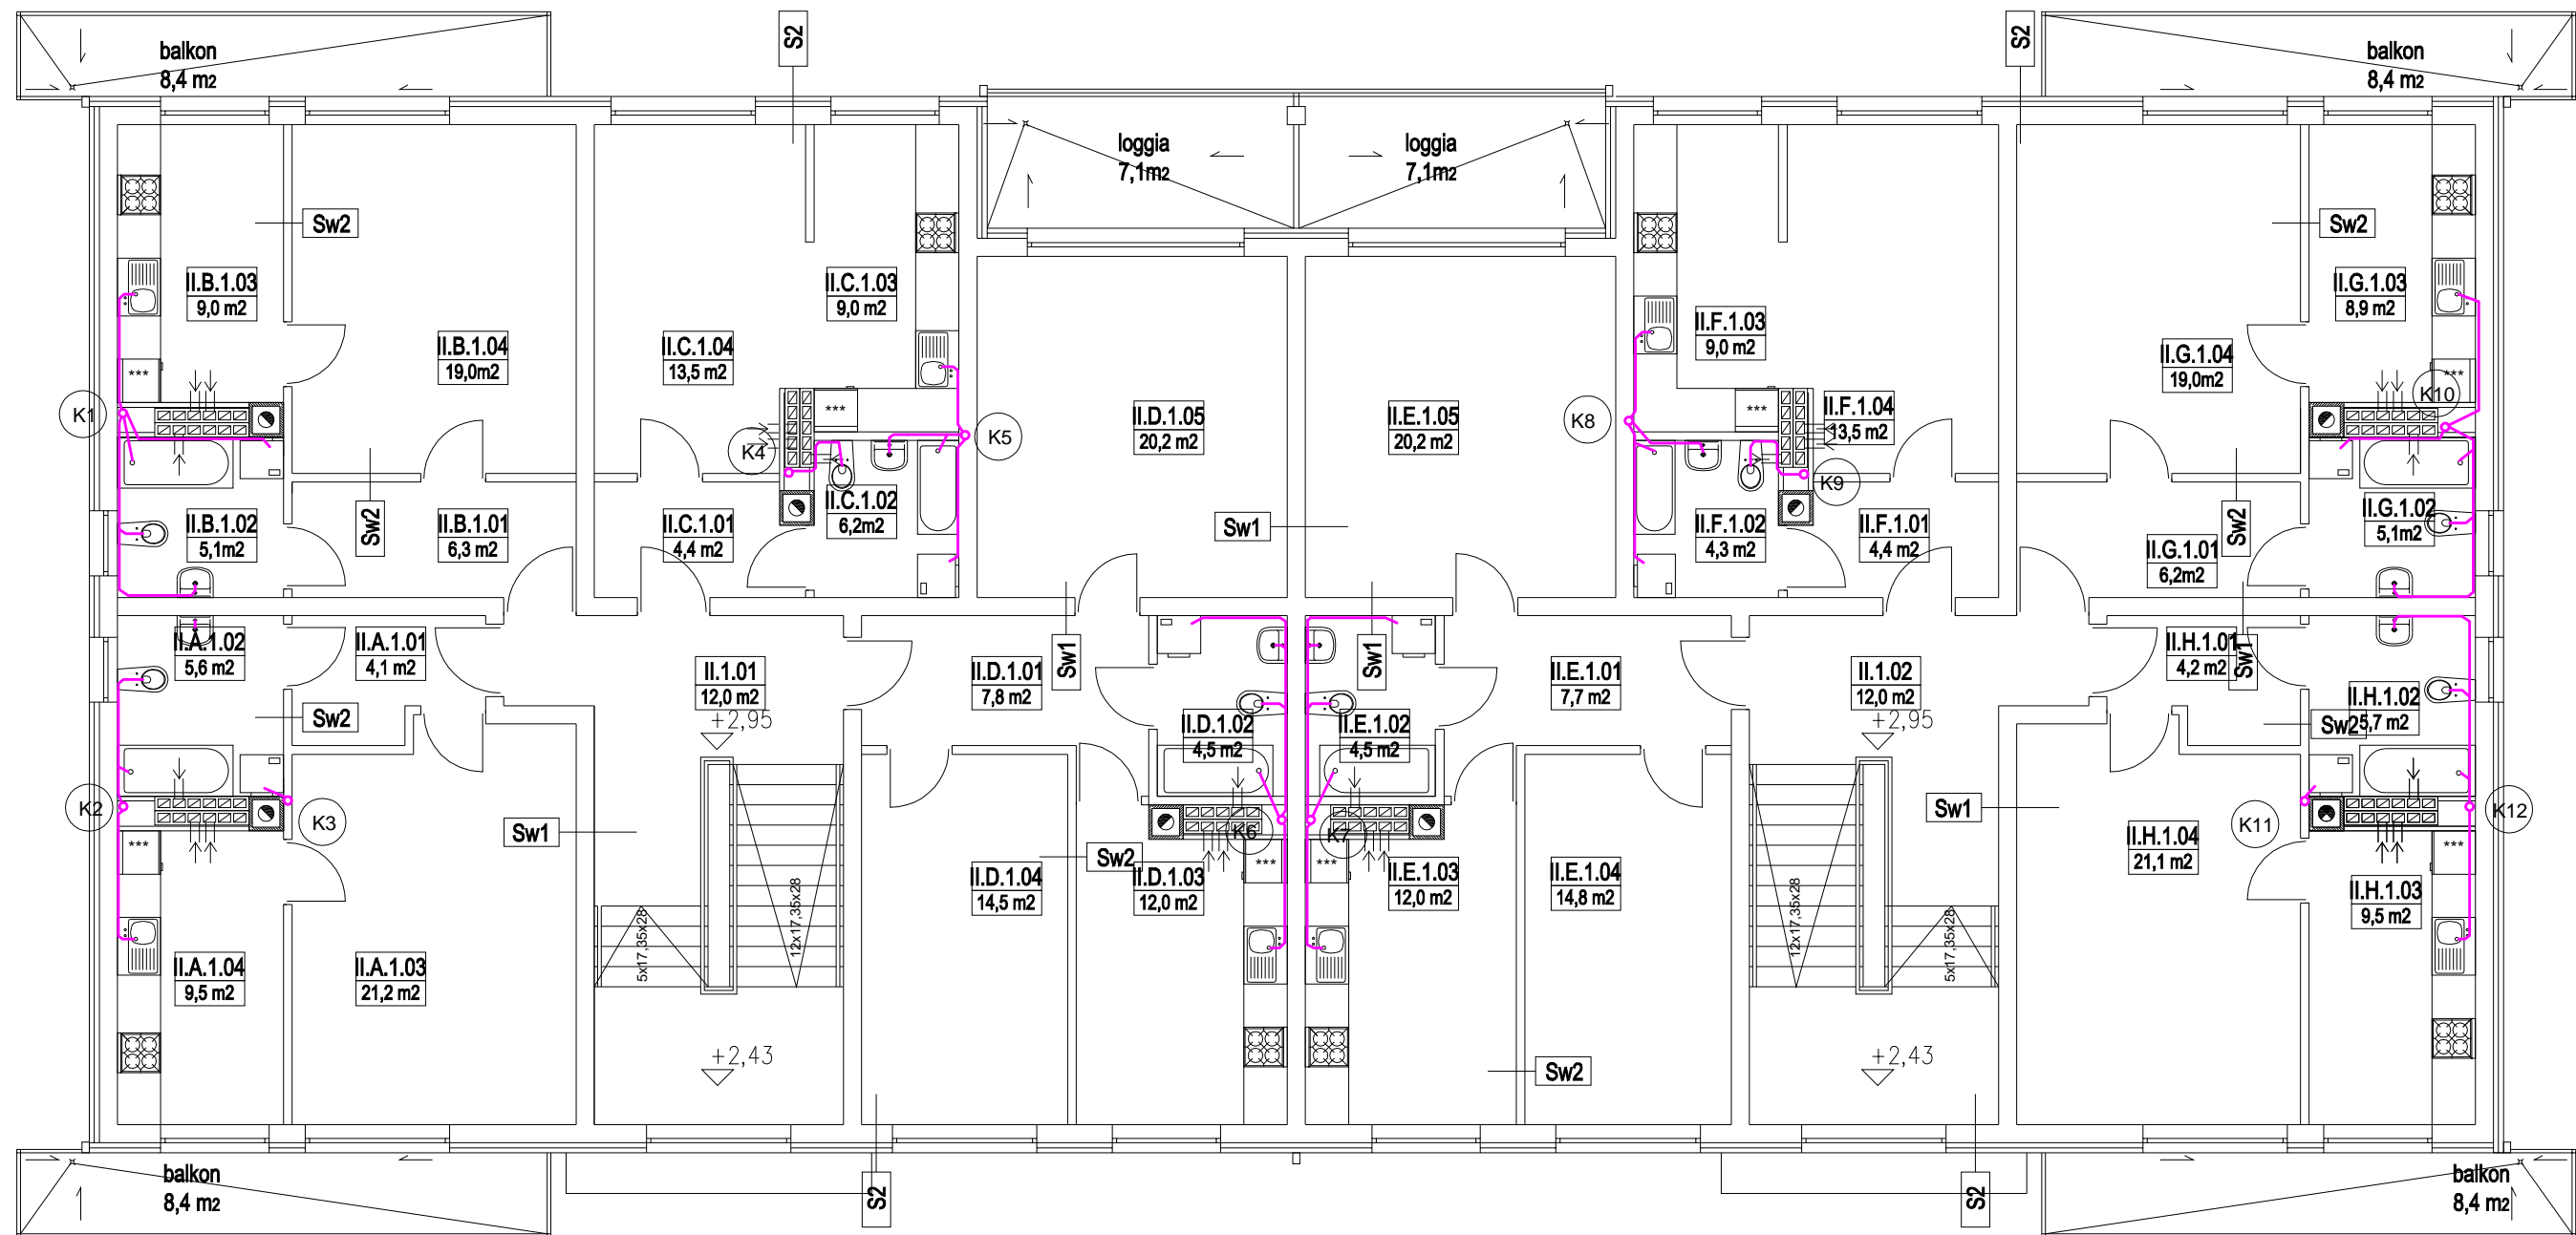 balkon
8,4 m2
S2
S2
balkon
8,4 m2
loggia
7,1m2
loggia
7,1m2
Sw2
Sw2
II.B.1.03
9,0 m2
II.C.1.03
9,0 m2
II.G.1.03
8,9 m2
II.F.1.03
9,0 m2
II.B.1.04
19,0m2
II.C.1.04
13,5 m2
II.G.1.04
19,0m2
***
***
***
***
K1
K4
K5
K8
K9
K10
II.D.1.05
20,2 m2
II.E.1.05
20,2 m2
II.F.1.04
13,5 m2
II.B.1.02
5,1m2
Sw2
II.B.1.01
6,3 m2
II.C.1.01
4,4 m2
II.C.1.02
6,2m2
Sw1
II.F.1.02
4,3 m2
II.F.1.01
4,4 m2
II.G.1.01
6,2m2
Sw2
II.G.1.02
5,1m2
II.A.1.02
5,6 m2
II.A.1.01
4,1 m2
II.1.01
12,0 m2
+2,95
II.D.1.01
7,8 m2
Sw1
Sw1
II.E.1.01
7,7 m2
II.1.02
12,0 m2
+2,95
II.H.1.01
4,2 m2
Sw1
Sw2
II.D.1.02
4,5 m2
II.E.1.02
4,5 m2
Sw2
II.H.1.02
5,7 m2
K2
K3
Sw1
K6
K7
Sw1
K11
K12
***
***
***
***
Sw2
II.H.1.04
21,1 m2
II.D.1.04
14,5 m2
II.D.1.03
12,0 m2
II.E.1.03
12,0 m2
II.E.1.04
14,8 m2
II.H.1.03
9,5 m2
5x17,35x28
12x17,35x28
12x17,35x28
5x17,35x28
II.A.1.04
9,5 m2
II.A.1.03
21,2 m2
+2,43
Sw2
+2,43
balkon
8,4 m2
S2
S2
balkon
8,4 m2